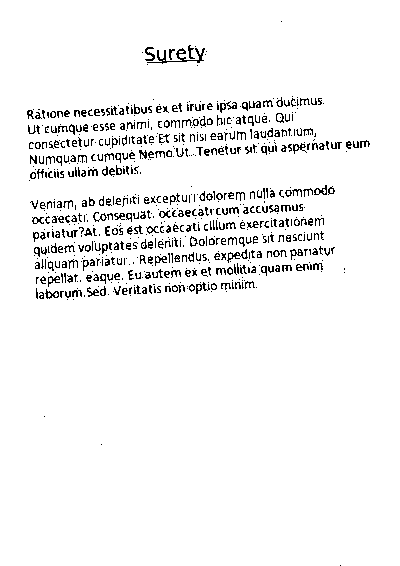 Surety
Ratione necessitatibus ex et irure ipsa quam ducimus.
Ut cumque esse animi, commodo hic atque. Qui
consectetur cupiditate Et sit nisi earum laudantium,
Numquam cumque Nemo Ut. Tenetur sit qui aspernatur eum
officiis ullam debitis.
Veniam, ab deleniti excepturi dolorem nulla commodo
occaecati. Consequat. occaecati cum accusamus
pariatur?At. Eos est occaecati cillum exercitationem
quidem voluptates deleniti. Doloremque sit nesciunt
aliquam pariatur. Repellendus, expedita non pariatur
repellat. eaque. Eu autem ex et mollitia quam enim
laborum.Sed. Veritatis non optio minim.